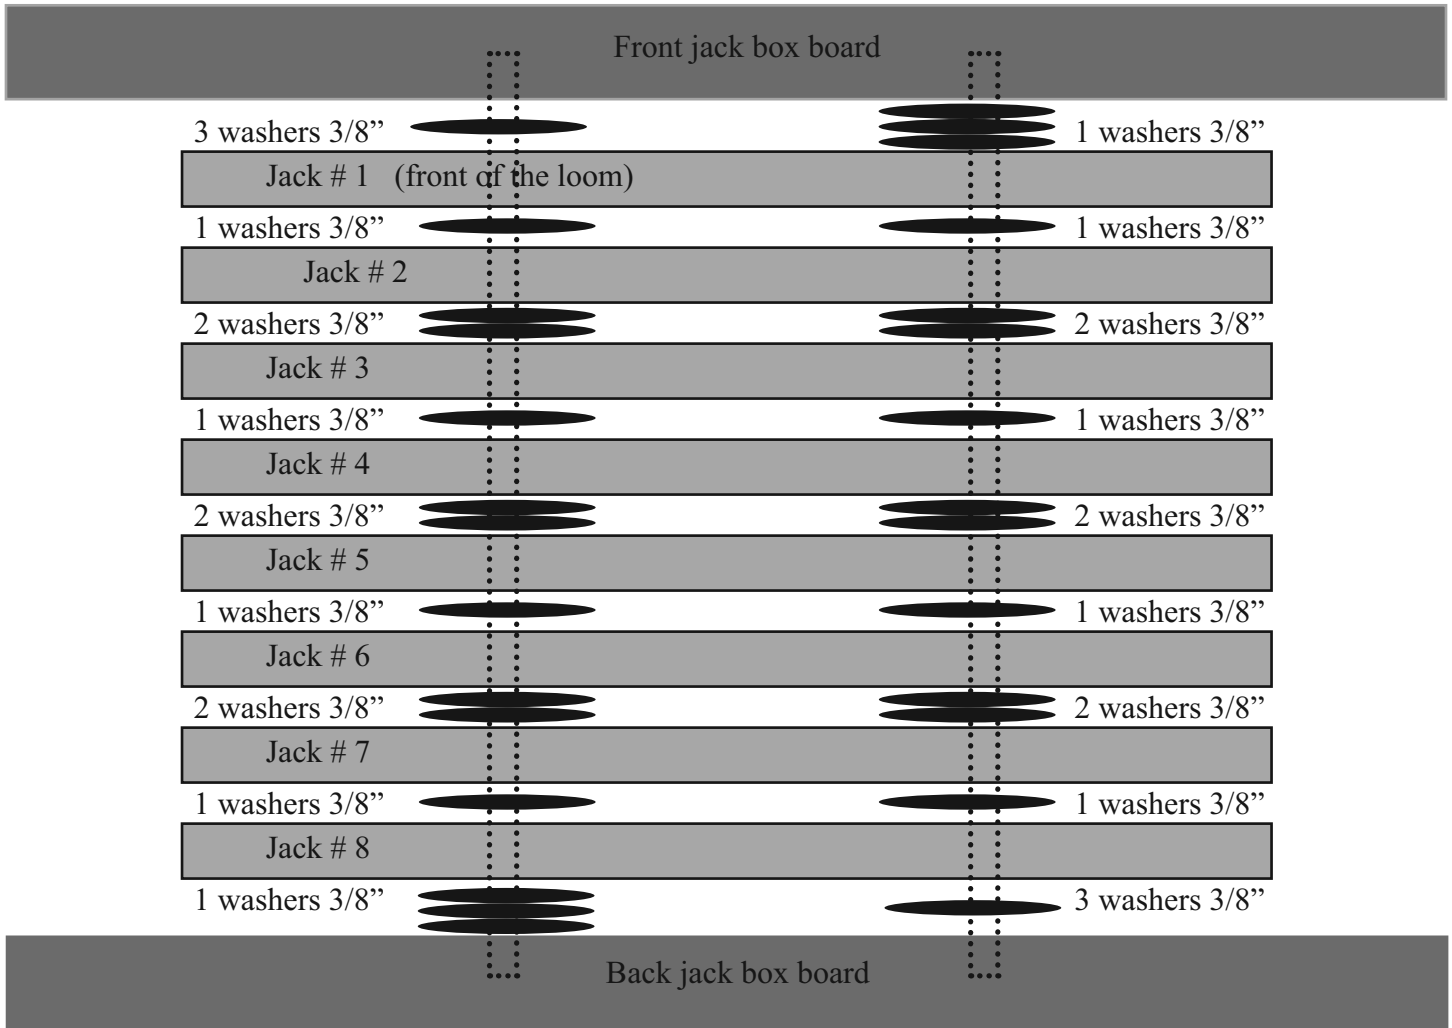 Front jack box board
3 washers 3/8” 1 washers 3/8”
Jack # 1 (front of the loom)
1 washers 3/8” 1 washers 3/8”
Jack # 2
2 washers 3/8” 2 washers 3/8”
Jack # 3
1 washers 3/8” 1 washers 3/8”
Jack # 4
2 washers 3/8” 2 washers 3/8”
Jack # 5
1 washers 3/8” 1 washers 3/8”
Jack # 6
2 washers 3/8” 2 washers 3/8”
Jack # 7
1 washers 3/8” 1 washers 3/8”
Jack # 8
1 washers 3/8” 3 washers 3/8”
Back jack box board